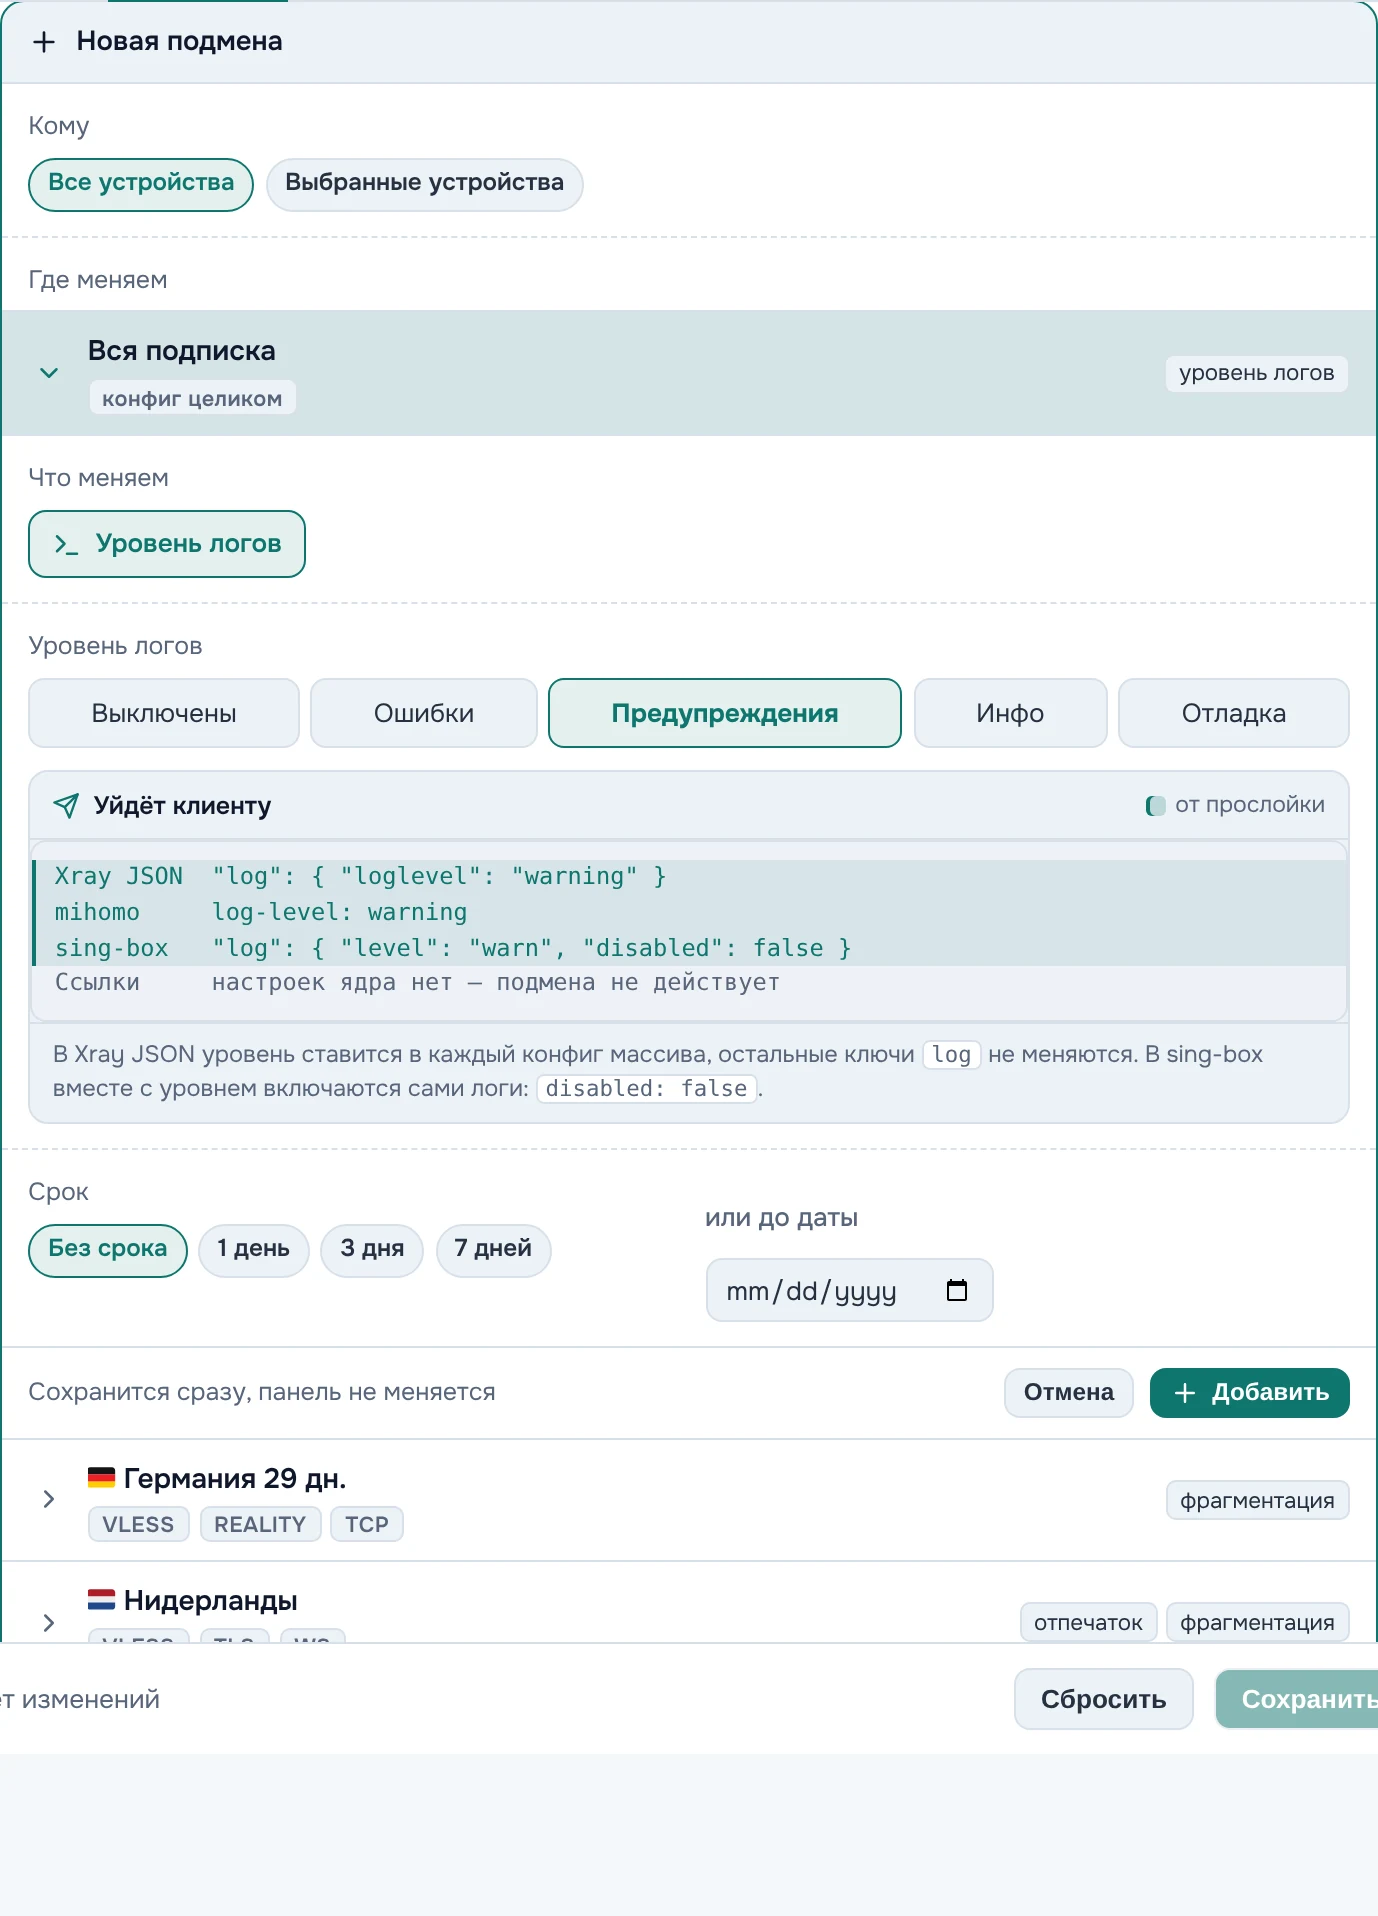 Новая подмена
Кому
Все устройства
Выбранные устройства
Где меняем
Вся подписка
конфиг целиком
уровень логов
Что меняем
>_ Уровень логов
Уровень логов
Выключены
Ошибки
Предупреждения
Инфо
Отладка
Уйдёт клиенту
от прослойки
Xray JSON "log": { "loglevel": "warning" }
mihomo log-level: warning
sing-box "log": { "level": "warn", "disabled": false }
Ссылки настроек ядра нет — подмена не действует
В Xray JSON уровень ставится в каждый конфиг массива, остальные ключи log не меняются. В sing-box
вместе с уровнем включаются сами логи: disabled: false.
Срок
Без срока
1 день
3 дня
7 дней
или до даты
mm/dd/yyyy
Сохранится сразу, панель не меняется
Отмена
+ Добавить
Германия 29 дн.
VLESS
REALITY
TCP
фрагментация
Нидерланды
VLESS
TLS
WS
отпечаток
фрагментация
ет изменений
Сбросить
Сохранить